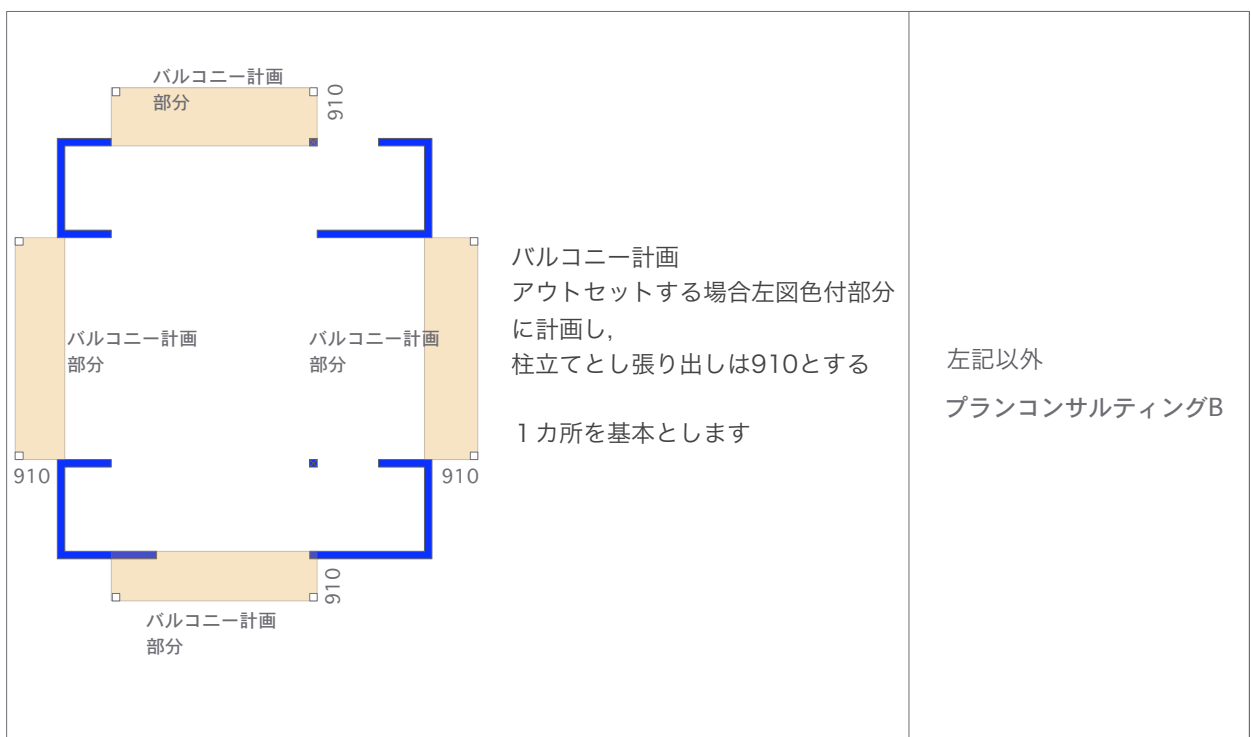 バルコニー計画
部分
910
バルコニー計画
部分
バルコニー計画
部分
910
910
910
バルコニー計画
部分
バルコニー計画
アウトセットする場合左図色付部分
に計画し,
柱立てとし張り出しは910とする
１カ所を基本とします
左記以外
プランコンサルティングB